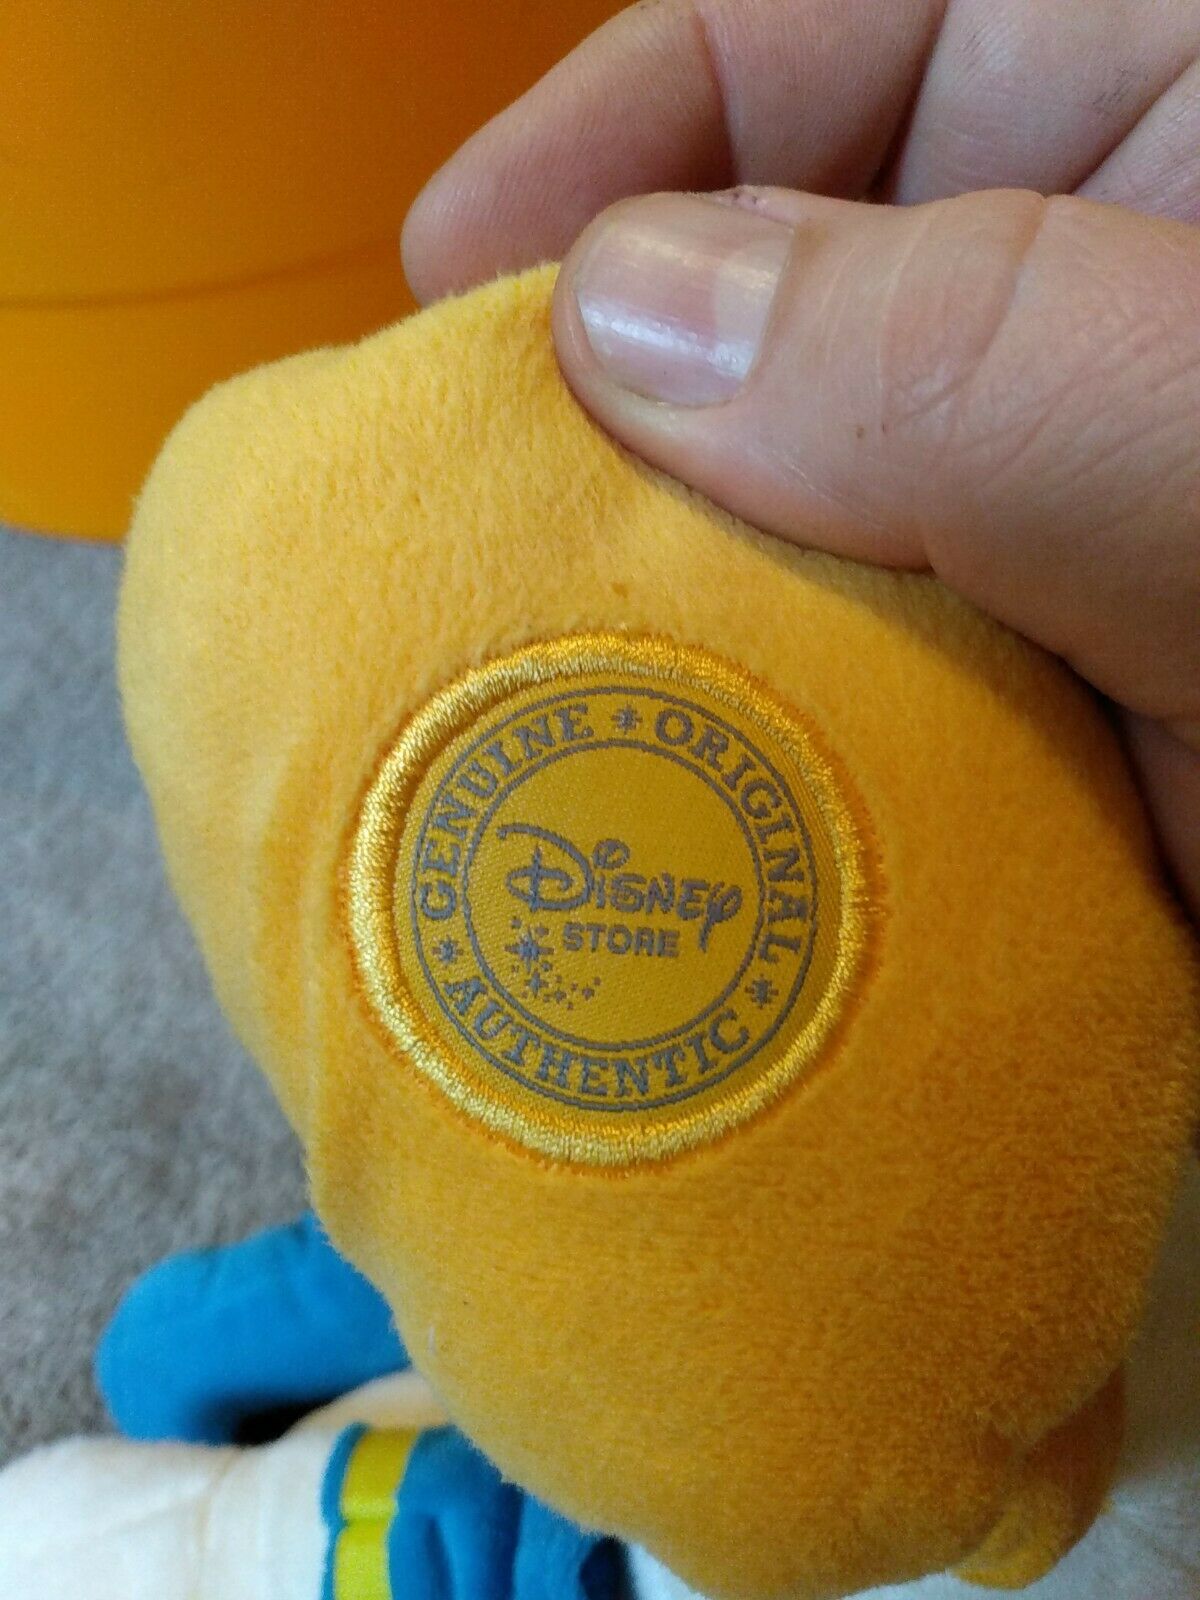 GENUINE * ORIGINAL *
Disney
STORE
AUTHENTIC *